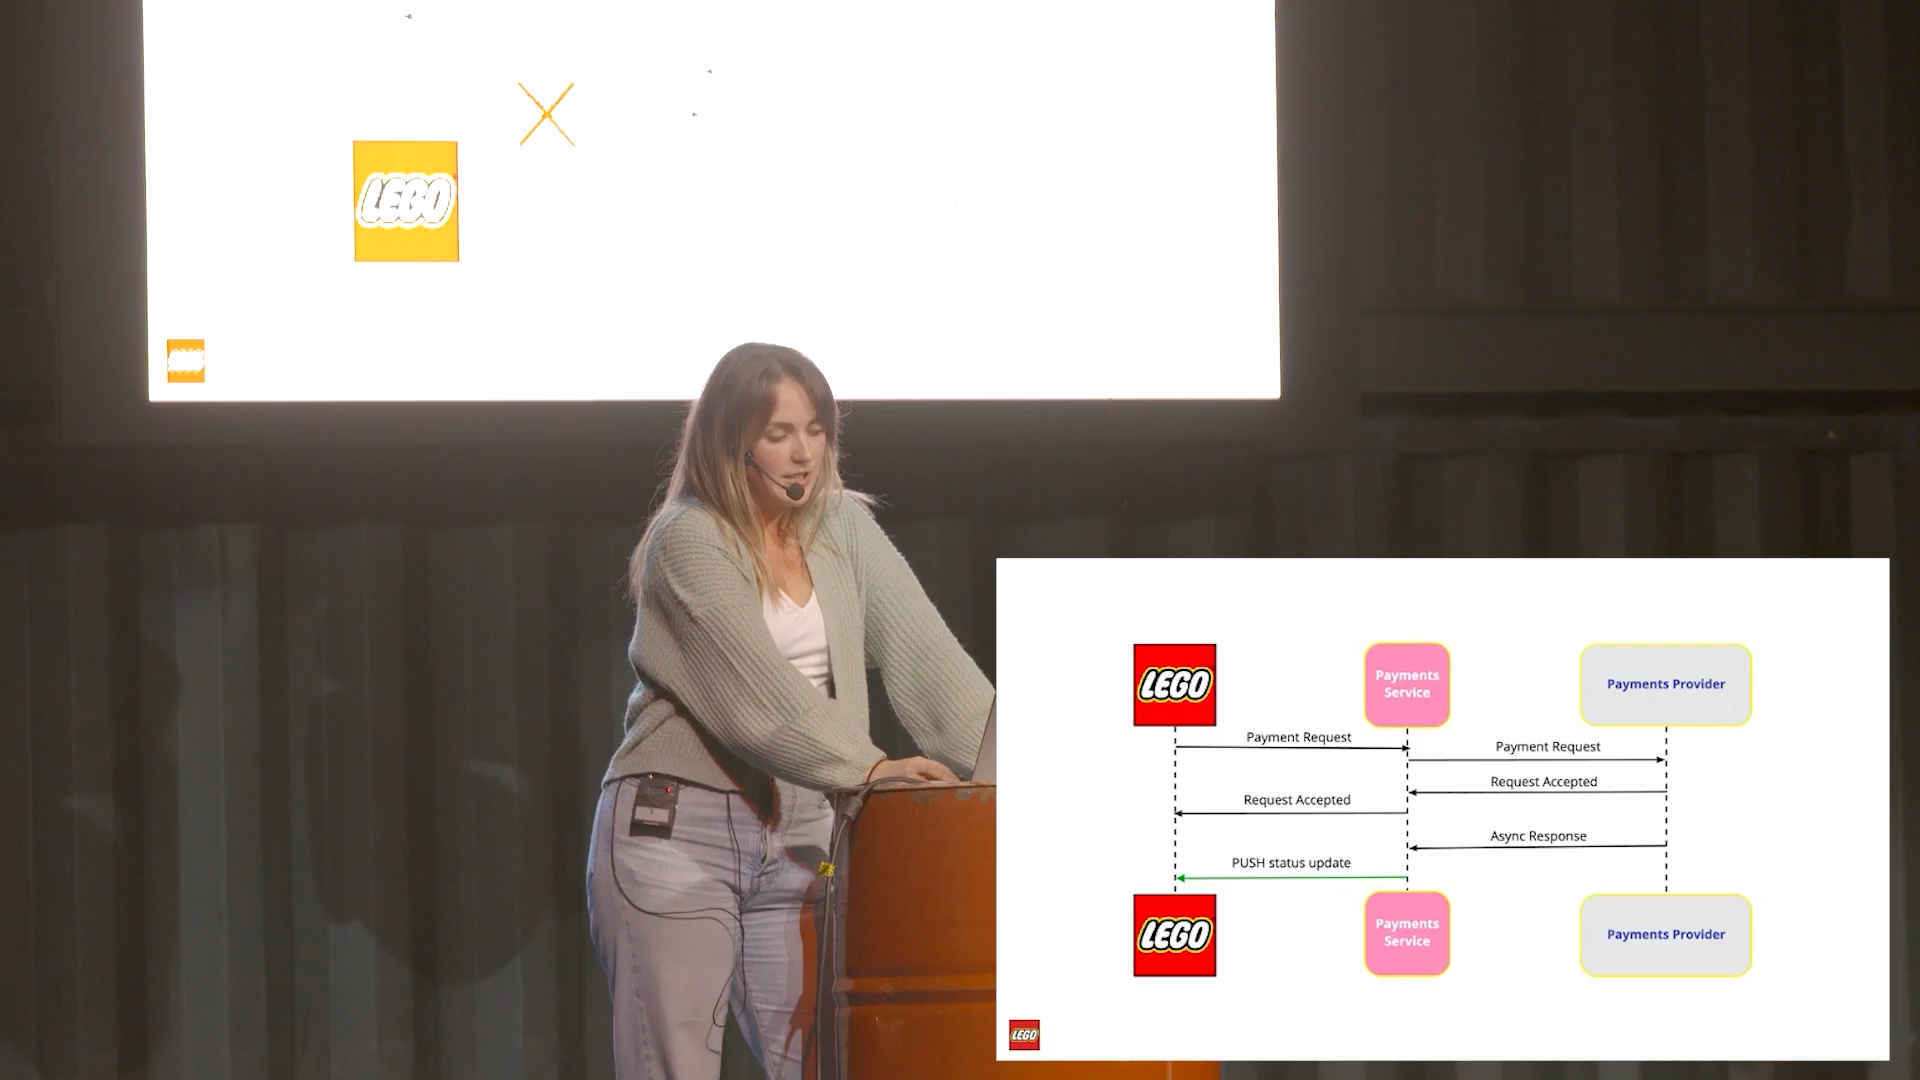 LEGO
LEGO
Payments
Service
Payments Provider
Payment Request
Payment Request
Request Accepted
Request Accepted
Async Response
PUSH status update
LEGO
Payments
Service
Payments Provider
LEGO